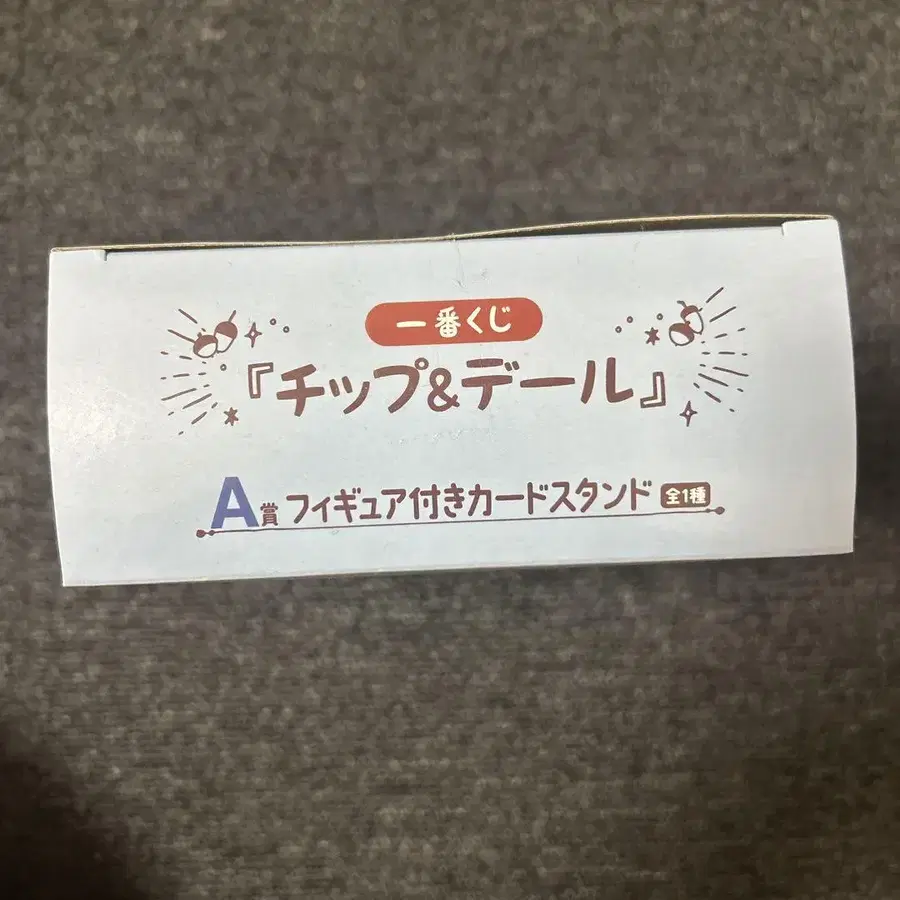 一番くじ
『チップ&デール』
A賞 フィギュア付きカードスタンド 全1種